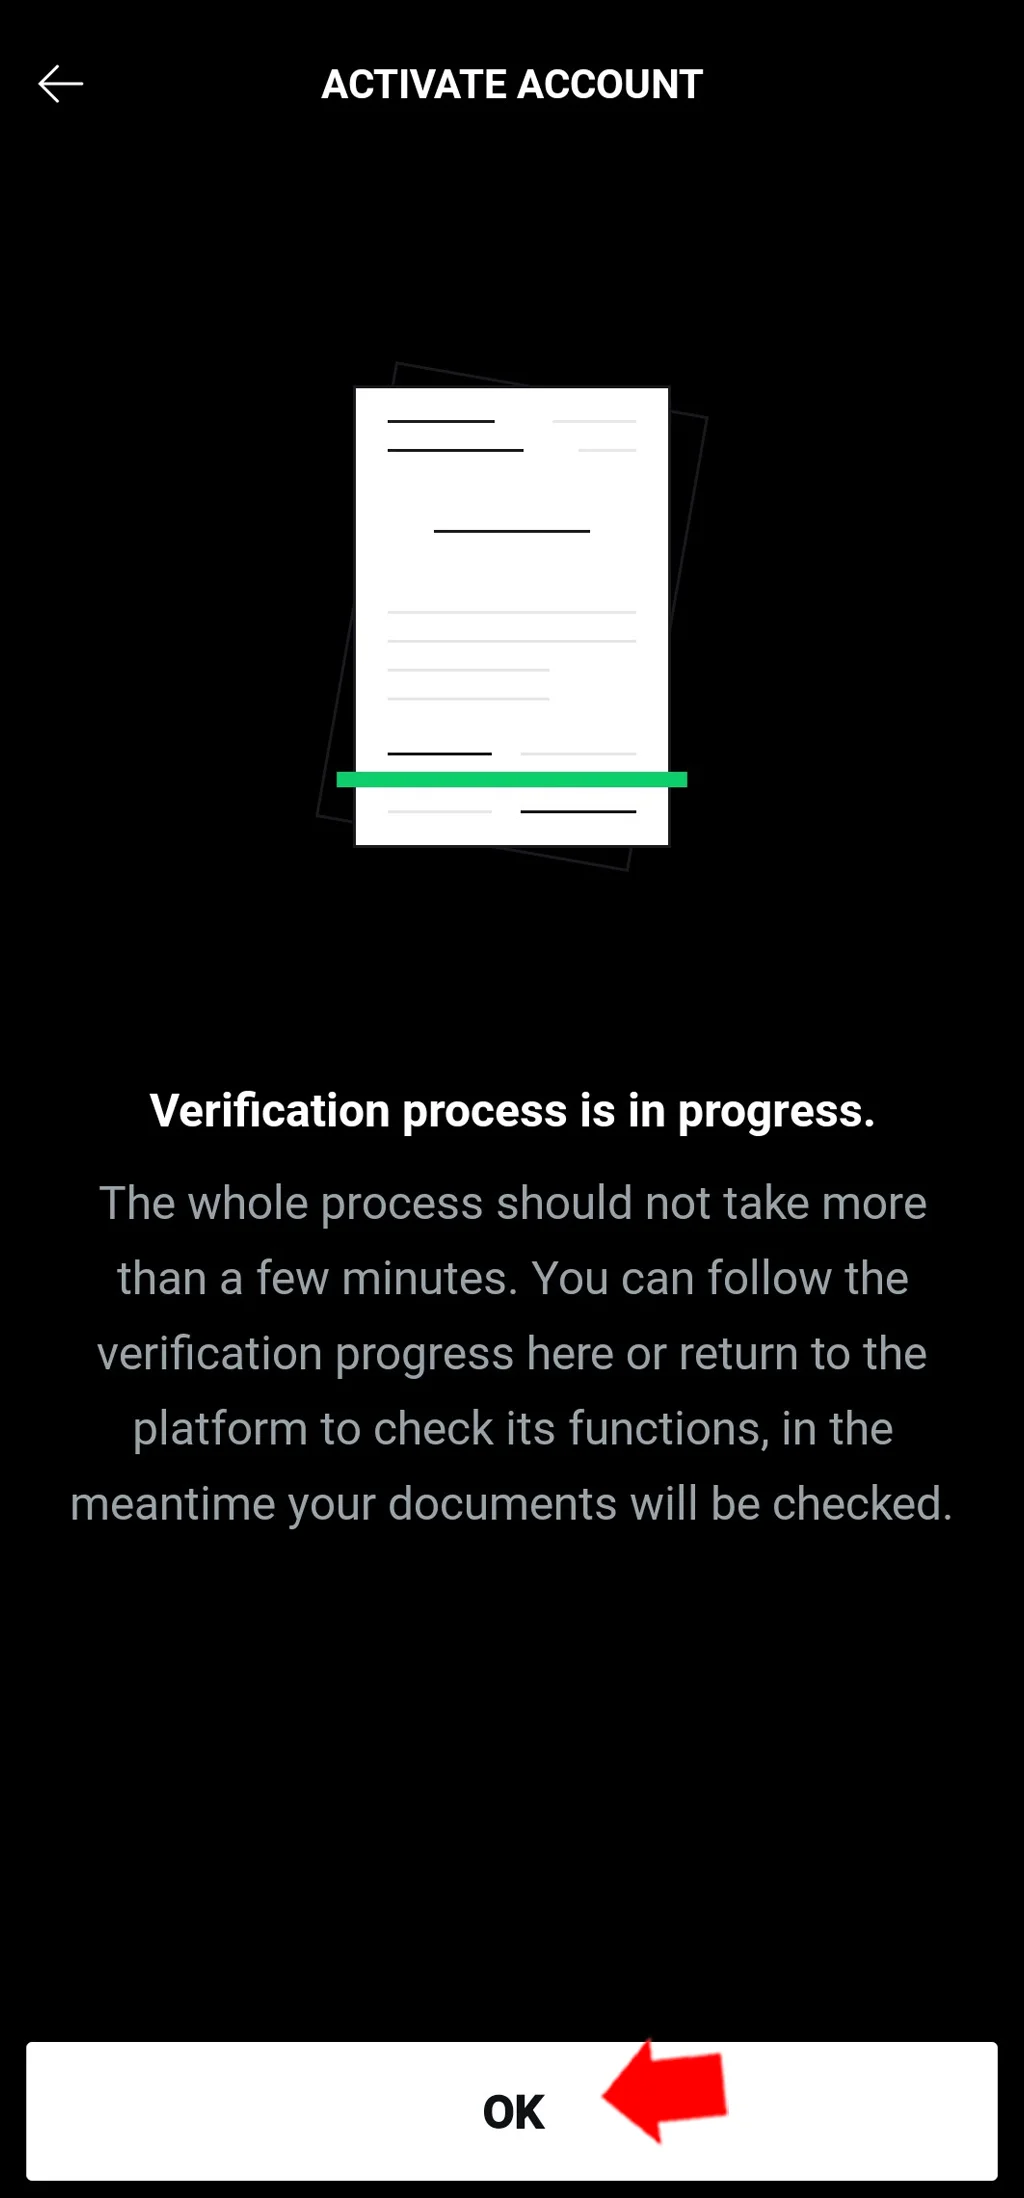 ACTIVATE ACCOUNT
Verification process is in progress.
The whole process should not take more
than a few minutes. You can follow the
verification progress here or return to the
platform to check its functions, in the
meantime your documents will be checked.
OK